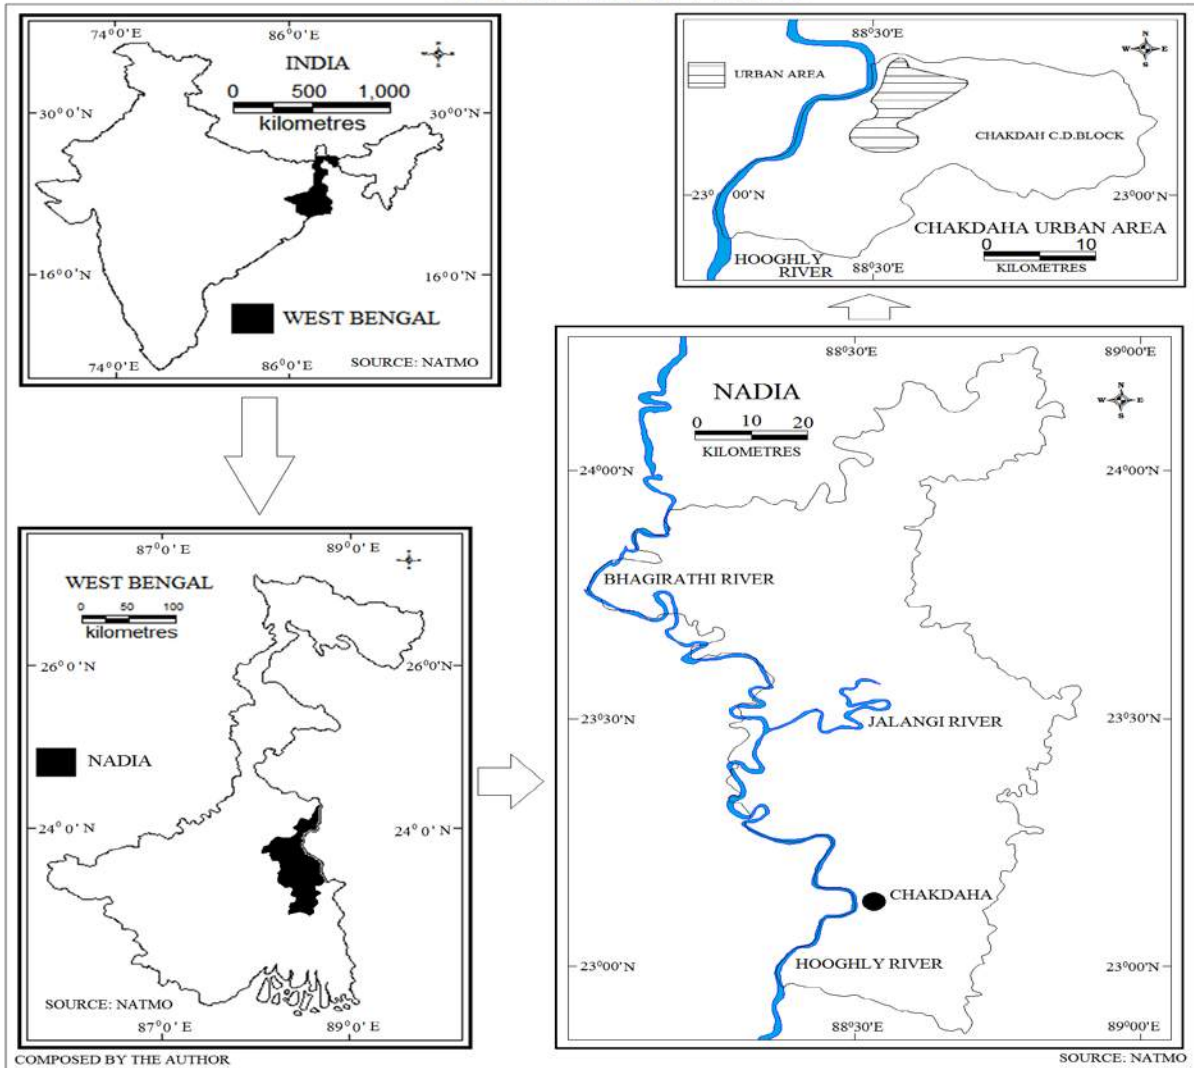 74°0'E
86°0'E
N
W E
S
INDIA
0 500 1,000
kilometres
30°0'N
30°0'N
16°0'N
16°0'N
WEST BENGAL
74°0'E
86°0'E
SOURCE: NATMO
88°30'E
N
W E
S
URBAN AREA
CHAKDAH C.D.BLOCK
23°00'N
23°00'N
CHAKDAHA URBAN AREA
0 10
KILOMETRES
HOOGHLY
RIVER
88°30'E
87°0'E
89°0'E
WEST BENGAL
0 50 100
kilometres
26°0'N
26°0'N
NADIA
24°0'N
24°0'N
SOURCE: NATMO
87°0'E
89°0'E
88°30'E
89°00'E
N
W E
S
NADIA
0 10 20
KILOMETRES
24°00'N
24°00'N
BHAGIRATHI RIVER
23°30'N
23°30'N
JALANGI RIVER
CHAKDAHA
HOOGHLY RIVER
23°00'N
23°00'N
88°30'E
89°00'E
COMPOSED BY THE AUTHOR
SOURCE: NATMO